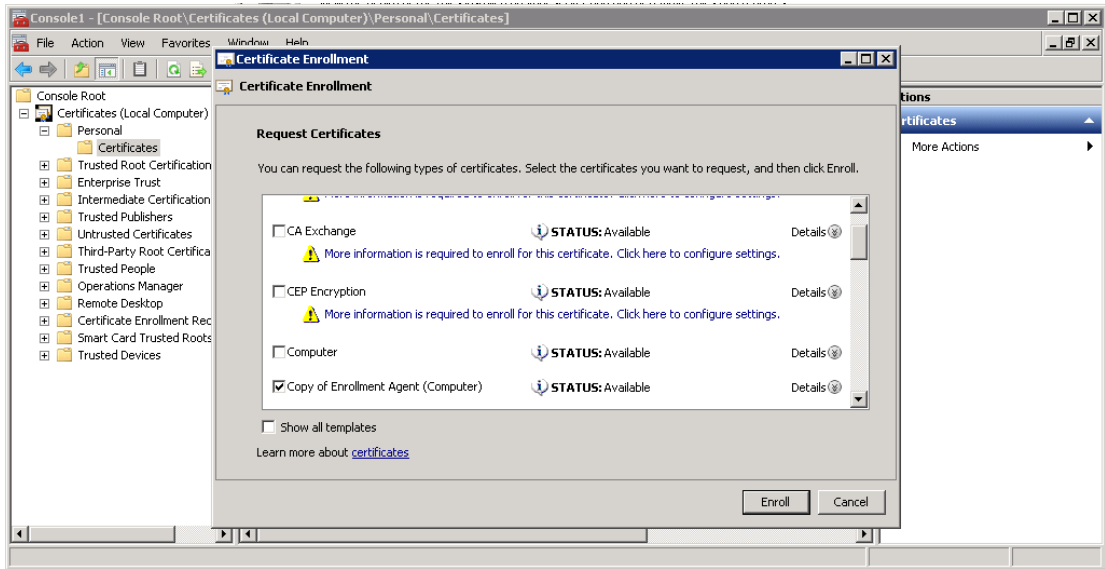 Console1 - [Console Root\Certificates (Local Computer)\Personal\Certificates]
File Action View Favorites Window Help
Certificate Enrollment
Certificate Enrollment
Console Root
Certificates (Local Computer)
Personal
Certificates
Trusted Root Certification
Enterprise Trust
Intermediate Certification
Trusted Publishers
Untrusted Certificates
Third-Party Root Certifica
Trusted People
Operations Manager
Remote Desktop
Certificate Enrollment Rec
Smart Card Trusted Roots
Trusted Devices
Request Certificates
You can request the following types of certificates. Select the certificates you want to request, and then click Enroll.
CA Exchange STATUS: Available Details
More information is required to enroll for this certificate. Click here to configure settings.
CEP Encryption STATUS: Available Details
More information is required to enroll for this certificate. Click here to configure settings.
Computer STATUS: Available Details
Copy of Enrollment Agent (Computer) STATUS: Available Details
Show all templates
Learn more about certificates
Enroll Cancel
tions
rtificates
More Actions